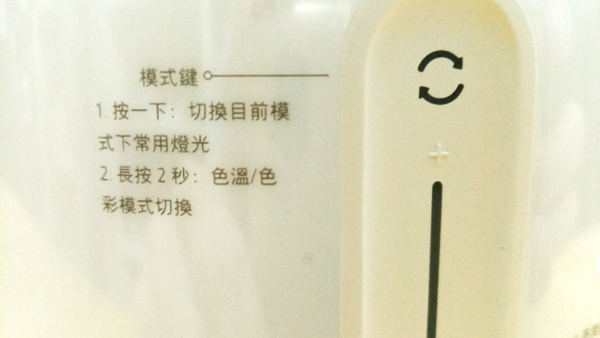 模式鍵
1. 按一下：切換目前模
式下常用燈光
2. 長按2秒：色溫/色
彩模式切換
+